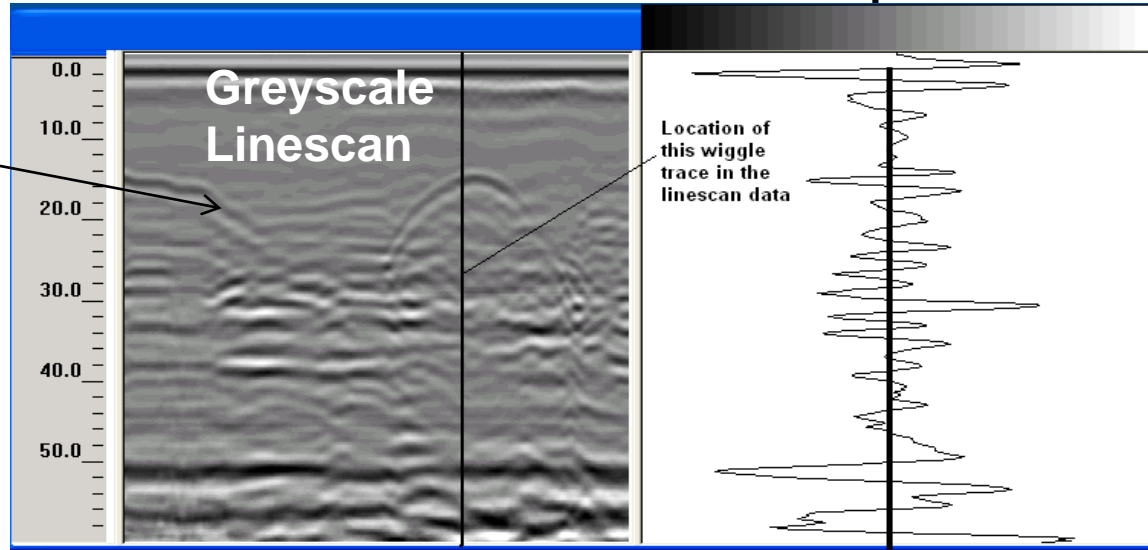 Greyscale
Linescan
0.0
10.0
20.0
30.0
40.0
50.0
Location of
this wiggle
trace in the
linescan data